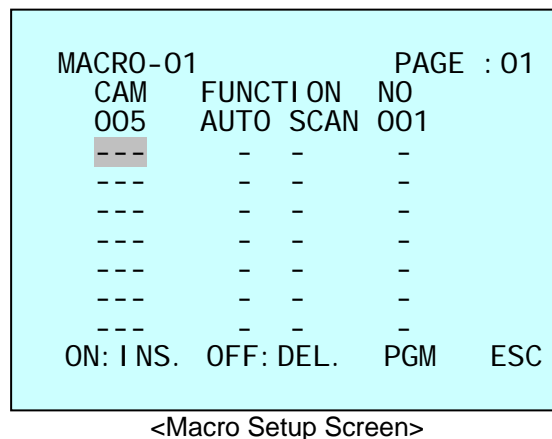 MACRO-01 PAGE :01
CAM FUNCTION NO
005 AUTO SCAN 001
--- - - -
--- - - -
--- - - -
--- - - -
--- - - -
--- - - -
--- - - -
ON:INS. OFF:DEL. PGM ESC
<Macro Setup Screen>